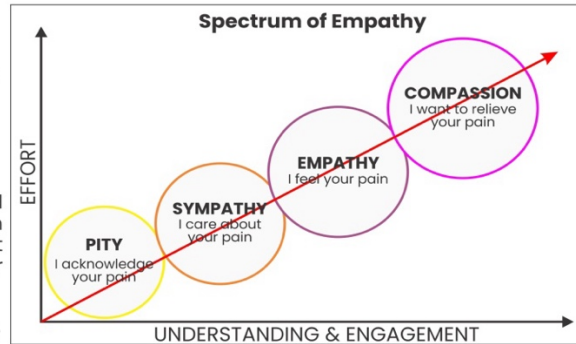 Spectrum of Empathy
COMPASSION
I want to relieve
your pain
EMPATHY
I feel your pain
SYMPATHY
I care about
your pain
PITY
I acknowledge
your pain
EFFORT
UNDERSTANDING & ENGAGEMENT